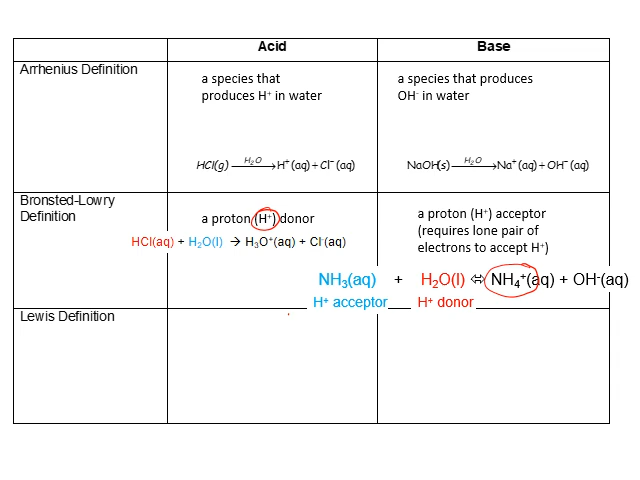 Acid
Base
Arrhenius Definition
a species that
produces H⁺ in water
a species that produces
OH⁻ in water
HCl(g) —H₂O→ H⁺(aq) + Cl⁻(aq)
NaOH(s) —H₂O→ Na⁺(aq) + OH⁻(aq)
Bronsted-Lowry
Definition
a proton (H⁺) donor
HCl(aq) + H₂O(l) → H₃O⁺(aq) + Cl⁻(aq)
a proton (H⁺) acceptor
(requires lone pair of
electrons to accept H⁺)
NH₃(aq) + H₂O(l) ⇔ NH₄⁺(aq) + OH⁻(aq)
H⁺ acceptor
H⁺ donor
Lewis Definition